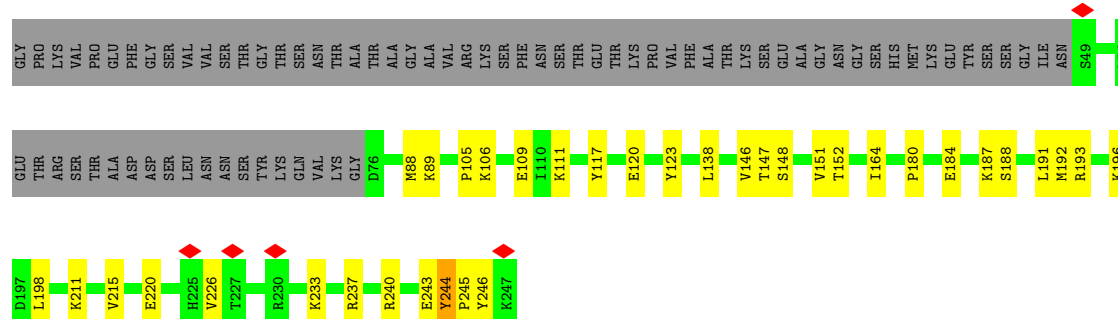 GLY PRO LYS VAL PRO GLU PHE GLY SER VAL VAL SER THR GLY THR SER ASN THR ALA THR ALA GLY ALA VAL ARG LYS SER PHE ASN SER THR GLU THR LYS PRO VAL PHE ALA THR LYS SER GLU ALA GLY ASN GLY SER HIS MET LYS GLU TYR SER SER GLY ILE ASN S49
GLU THR ARG SER THR ALA ASP ASP SER LEU ASN ASN SER TYR LYS GLN VAL LYS GLY D76 M88 K89 P105 K106 E109 I110 K111 Y117 E120 Y123 L138 V146 T147 S148 V151 T152 I164 P180 E184 K187 S188 L191 M192 R193 K196
D197 L198 K211 V215 E220 H225 V226 T227 R230 K233 R237 R240 E243 Y244 P245 Y246 K247